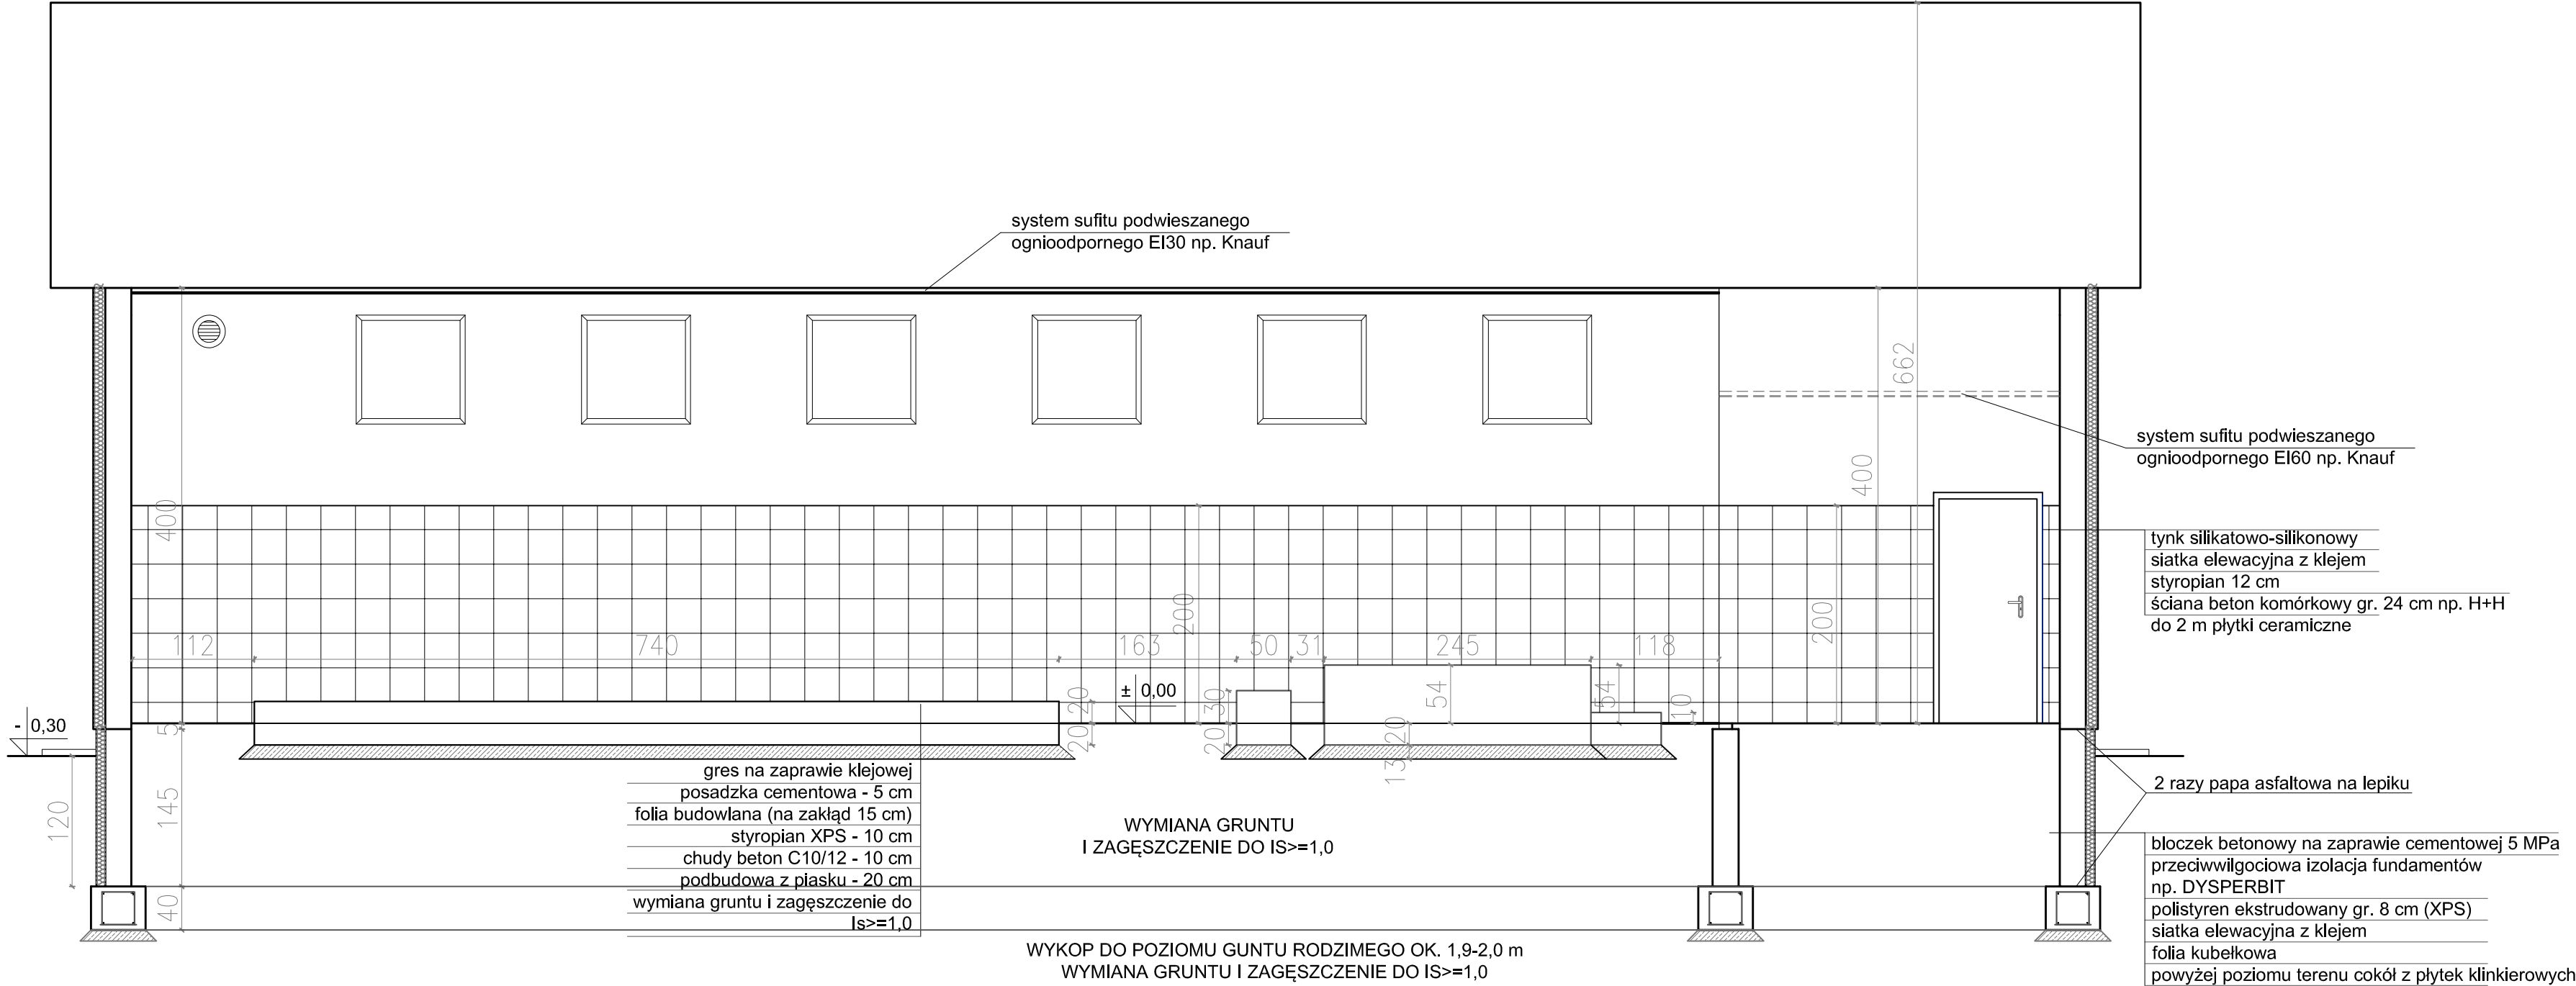 system sufitu podwieszanego
ognioodpornego EI30 np. Knauf
662
system sufitu podwieszanego
ognioodpornego EI60 np. Knauf
400
400
200
200
tynk silikatowo-silikonowy
siatka elewacyjna z klejem
styropian 12 cm
ściana beton komórkowy gr. 24 cm np. H+H
do 2 m płytki ceramiczne
112
740
163
50
31
245
118
± 0,00
- 0,30
5
20
20
30
20
54
54
10
20
13
120
145
40
gres na zaprawie klejowej
posadzka cementowa - 5 cm
folia budowlana (na zakłąd 15 cm)
styropian XPS - 10 cm
chudy beton C10/12 - 10 cm
podbudowa z piasku - 20 cm
wymiana gruntu i zagęszczenie do
Is>=1,0
WYMIANA GRUNTU
I ZAGĘSZCZENIE DO IS>=1,0
2 razy papa asfaltowa na lepiku
bloczek betonowy na zaprawie cementowej 5 MPa
przeciwwilgociowa izolacja fundamentów
np. DYSPERBIT
polistyren ekstrudowany gr. 8 cm (XPS)
siatka elewacyjna z klejem
folia kubełkowa
powyżej poziomu terenu cokół z płytek klinkierowych
WYKOP DO POZIOMU GUNTU RODZIMEGO OK. 1,9-2,0 m
WYMIANA GRUNTU I ZAGĘSZCZENIE DO IS>=1,0